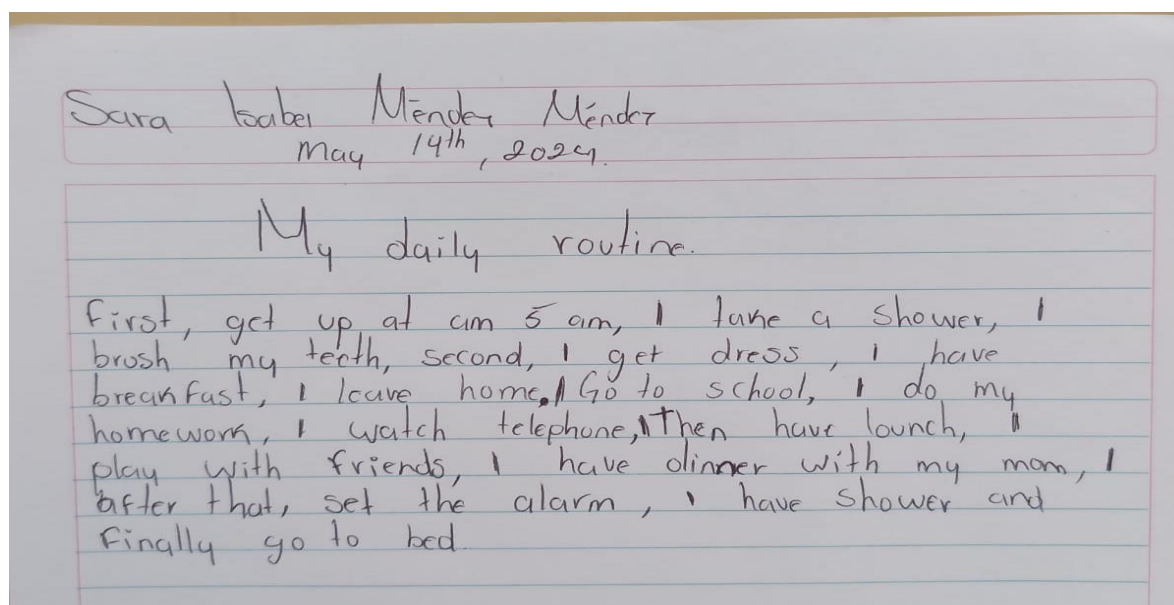 Sara Isabel Méndez Méndez
May 14th, 2024.
My daily routine.
First, get up at am 5 am, I take a shower, I
brush my teeth, second, I get dress, I have
breakfast, I leave home. I Go to school, I do my
homework, I watch telephone, I Then have lounch, I
play with friends, I have dinner with my mom, I
after that, set the alarm, I have shower and
Finally go to bed